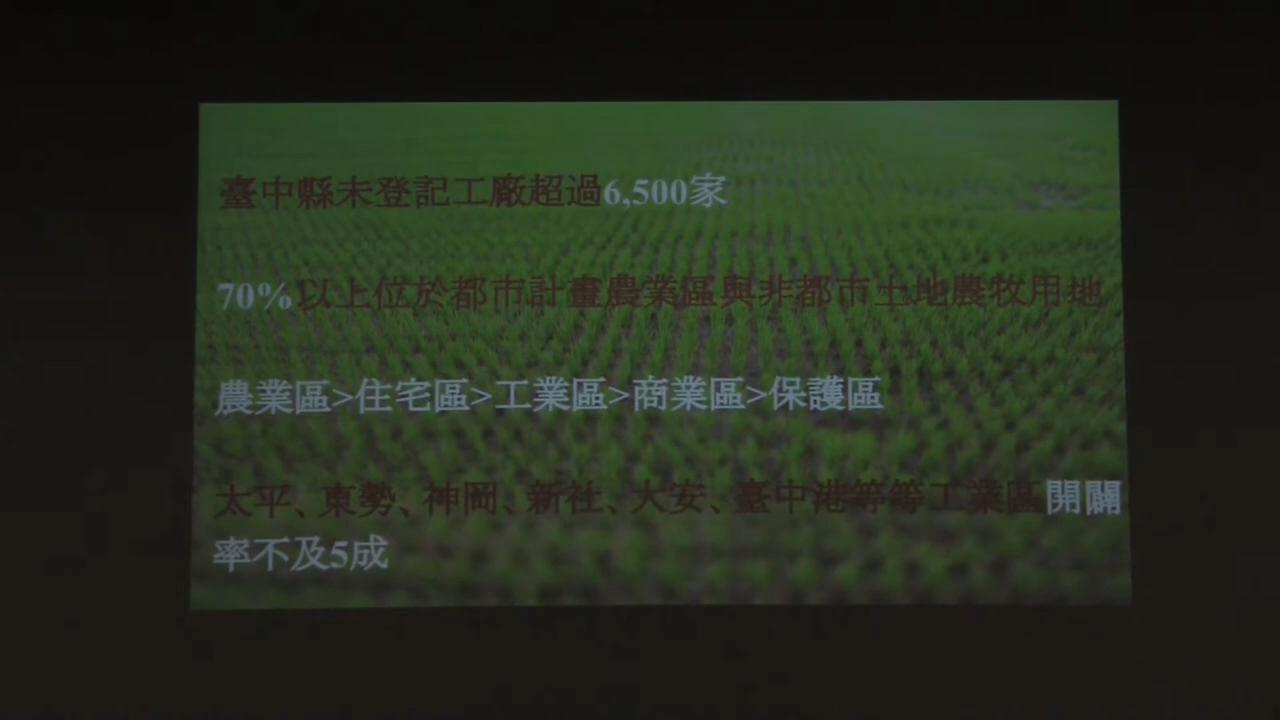 臺中縣未登記工廠超過6,500家
70%以上位於都市計畫農業區與非都市土地農牧用地
農業區>住宅區>工業區>商業區>保護區
太平、東勢、神岡、新社、大安、臺中港等等工業區開闢
率不及5成